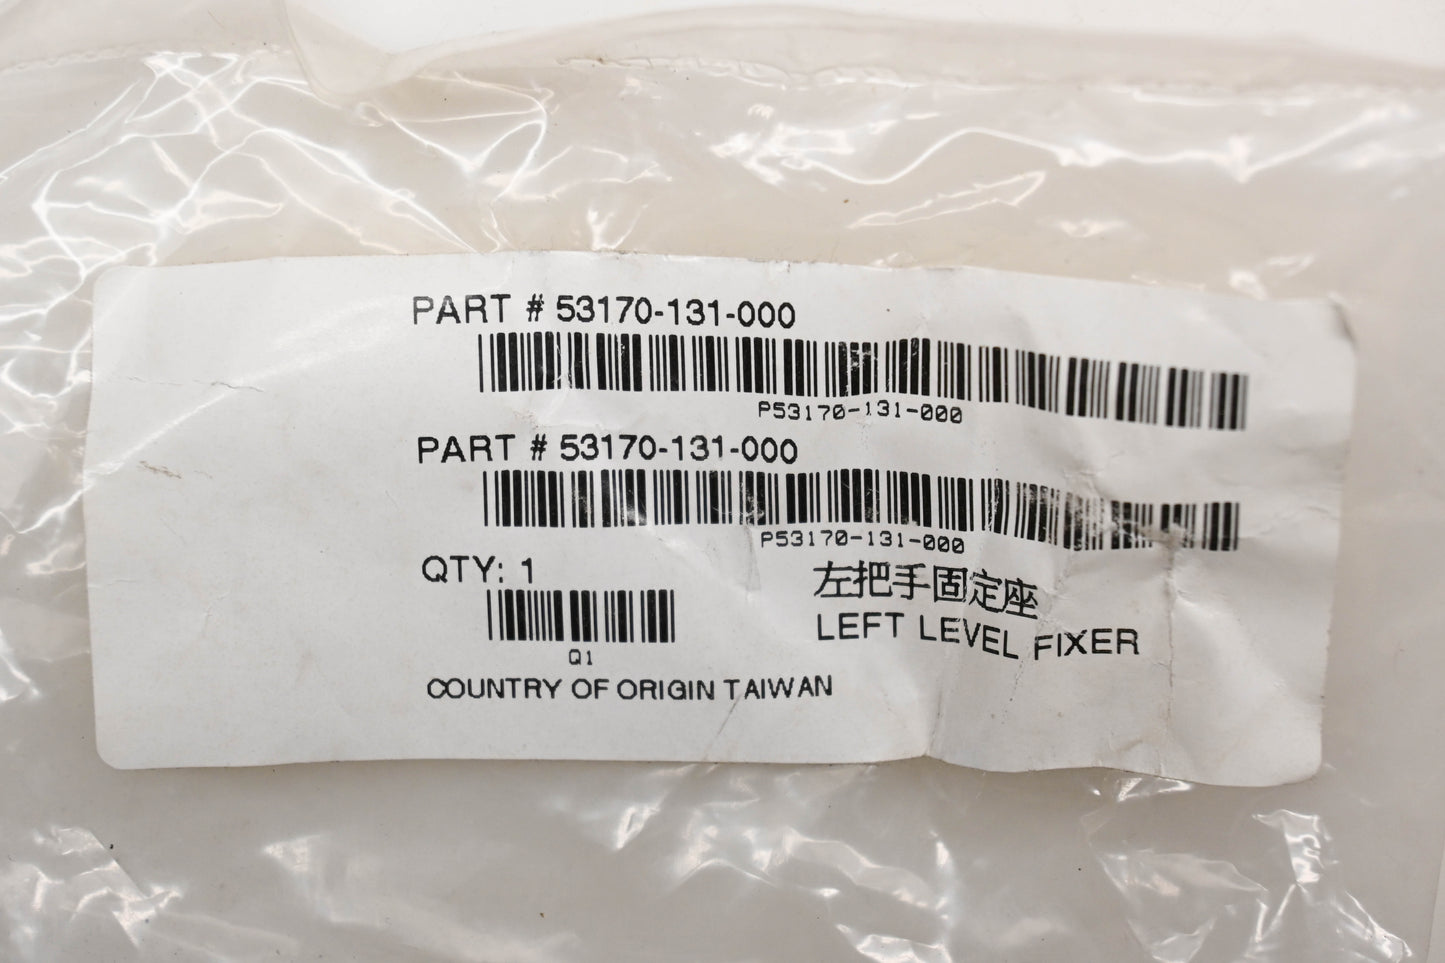 PART # 53170-131-000
P53170-131-000
PART # 53170-131-000
P53170-131-000
QTY: 1
Q1
左把手固定座
LEFT LEVEL FIXER
COUNTRY OF ORIGIN TAIWAN